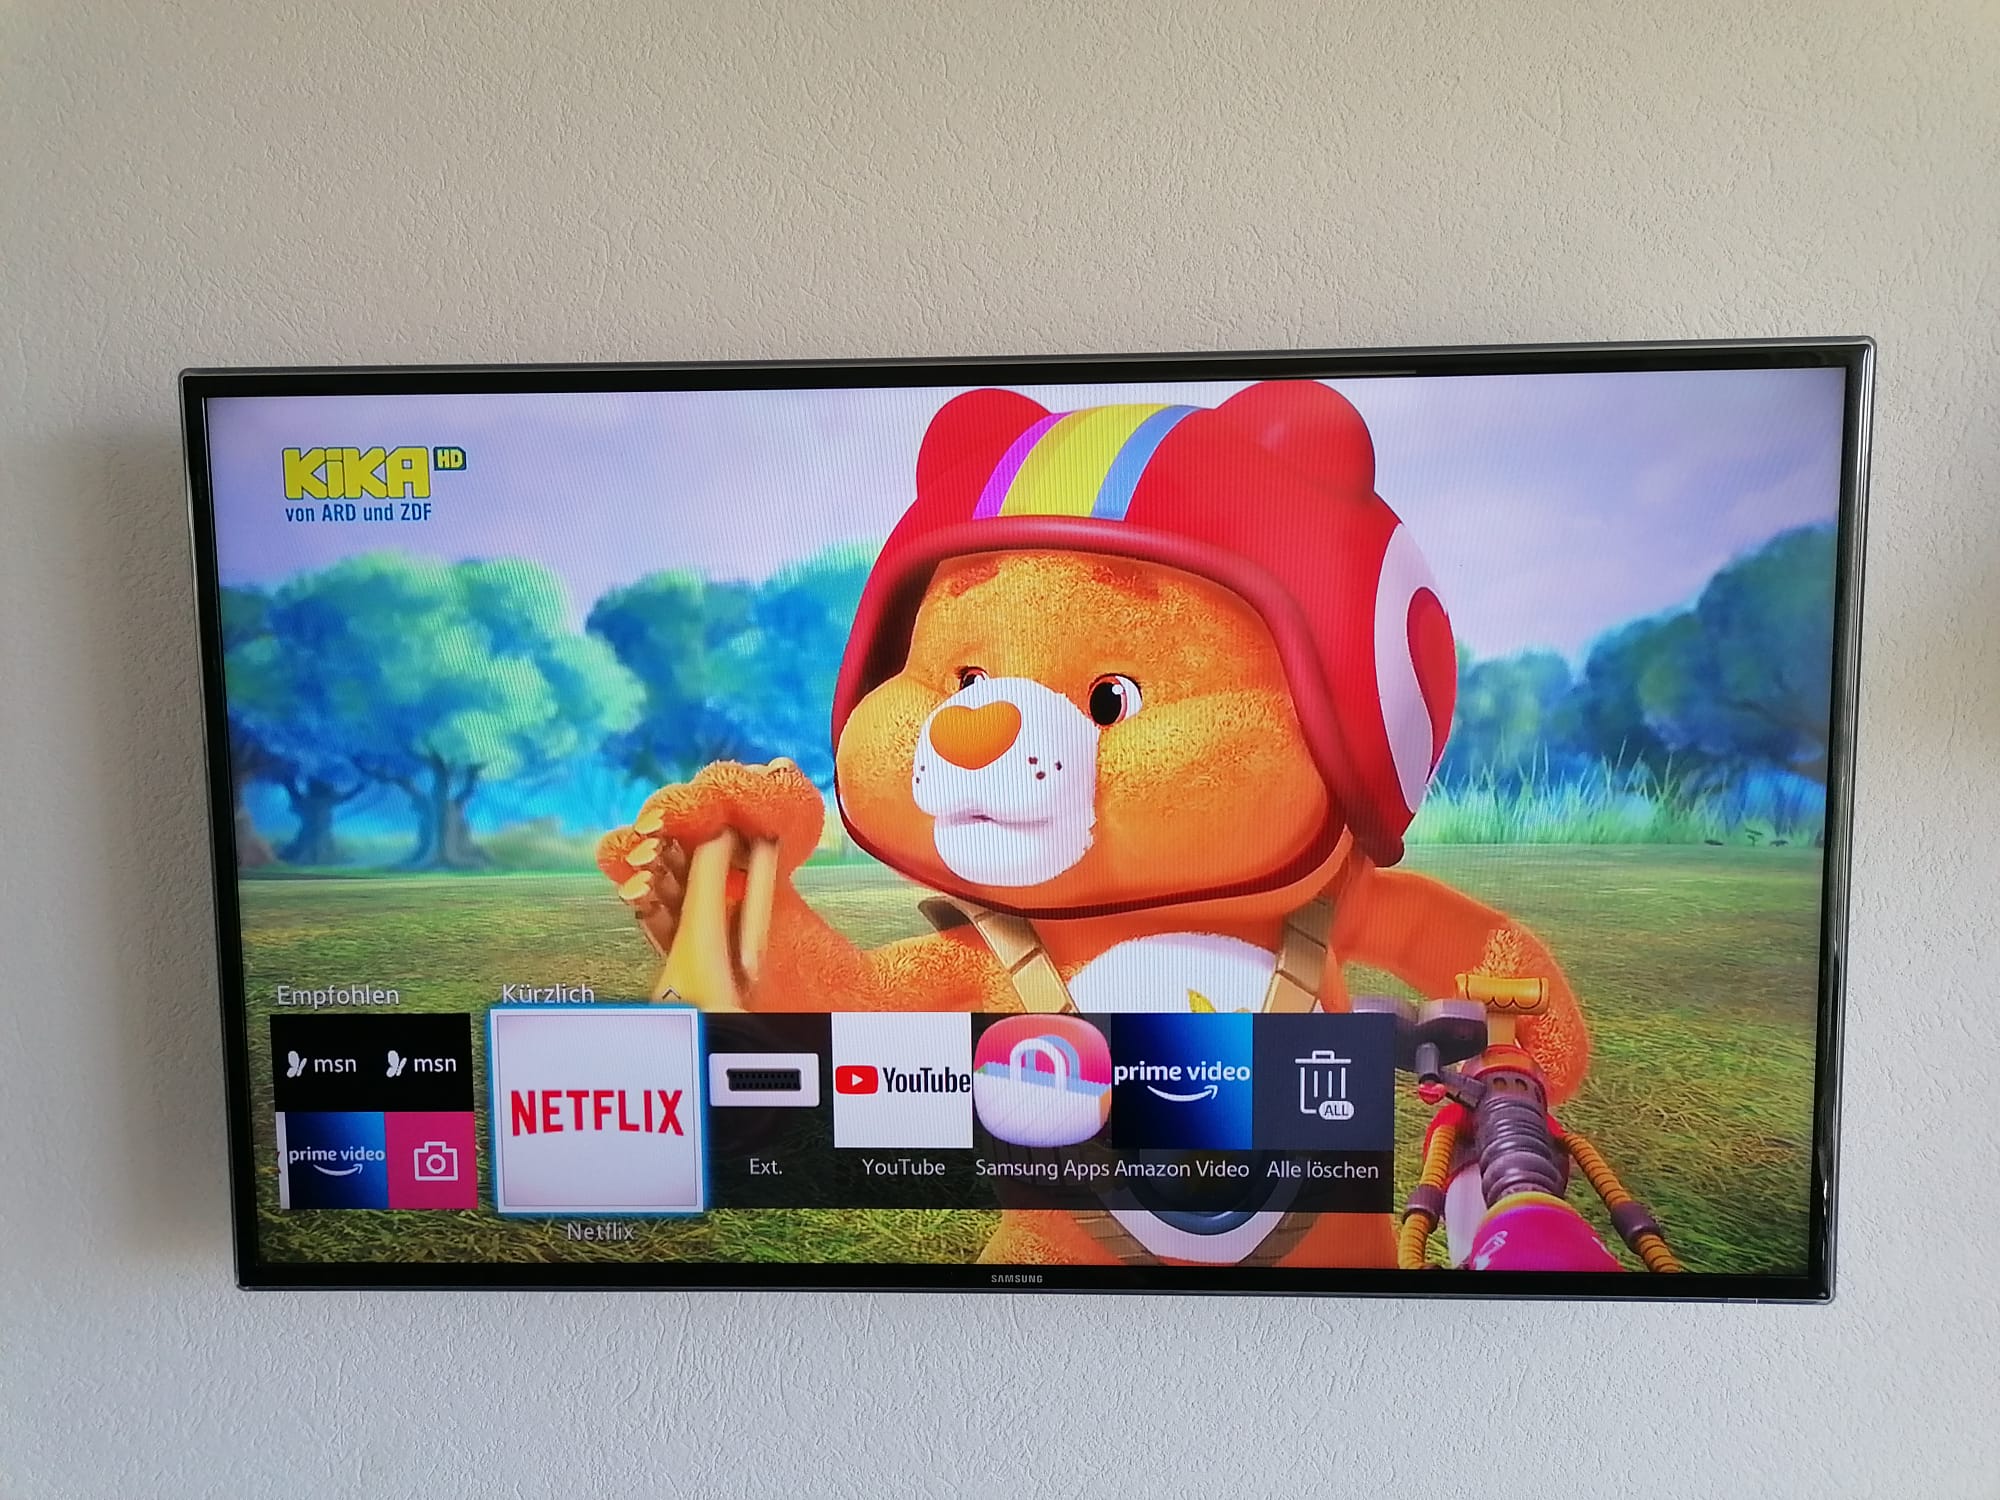 KiKA HD
von ARD und ZDF
Empfohlen
Kürzlich
msn msn
prime video
NETFLIX
Netflix
Ext.
YouTube
YouTube
Samsung Apps
prime video
Amazon Video
ALL
Alle löschen
SAMSUNG